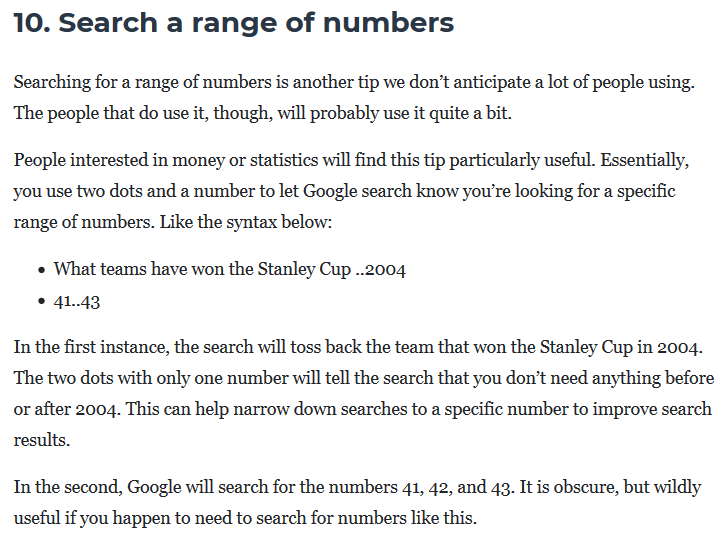 10. Search a range of numbers
Searching for a range of numbers is another tip we don’t anticipate a lot of people using.
The people that do use it, though, will probably use it quite a bit.
People interested in money or statistics will find this tip particularly useful. Essentially,
you use two dots and a number to let Google search know you’re looking for a specific
range of numbers. Like the syntax below:
• What teams have won the Stanley Cup ..2004
• 41..43
In the first instance, the search will toss back the team that won the Stanley Cup in 2004.
The two dots with only one number will tell the search that you don’t need anything before
or after 2004. This can help narrow down searches to a specific number to improve search
results.
In the second, Google will search for the numbers 41, 42, and 43. It is obscure, but wildly
useful if you happen to need to search for numbers like this.